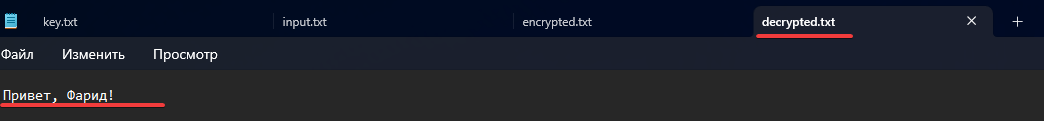 key.txt input.txt encrypted.txt decrypted.txt
Файл Изменить Просмотр
Привет, Фарид!